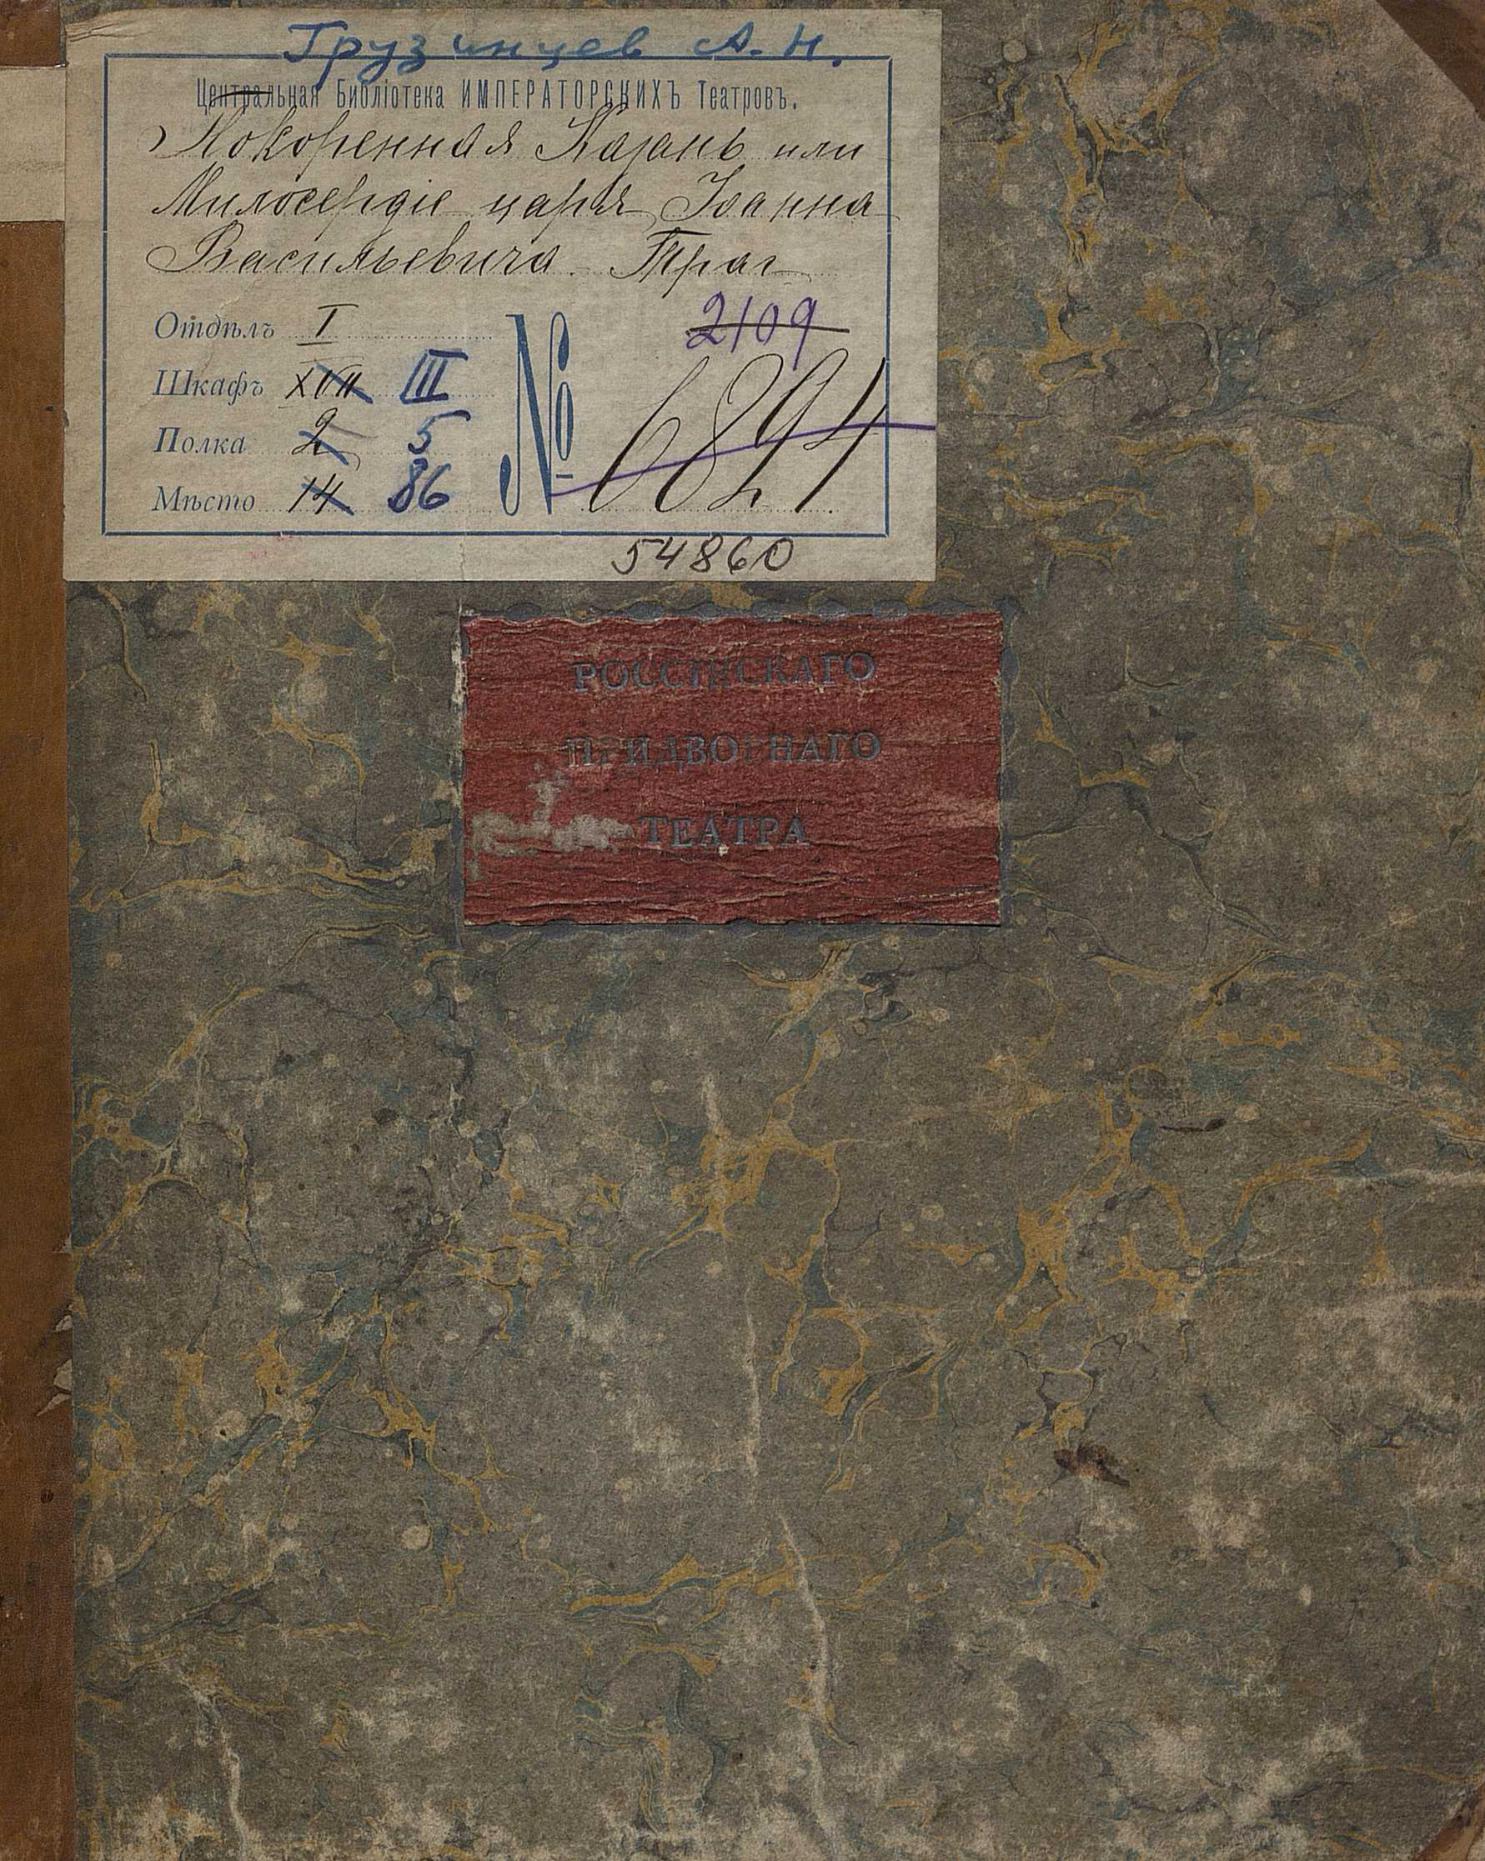 Грузинцев А. Н.
Центральная Библіотека ИМПЕРАТОРСКИХЪ Театровъ.
Покоренная Казань или
Милосердіе царя Іоанна
Васильевича. Траг
Отдѣлъ I
2109
Шкафъ XVII III
Полка 2 5
№ 6894
Мѣсто 14 86
54860
РОССІЙСКАГО
ПРИДВОРНАГО
ТЕАТРА